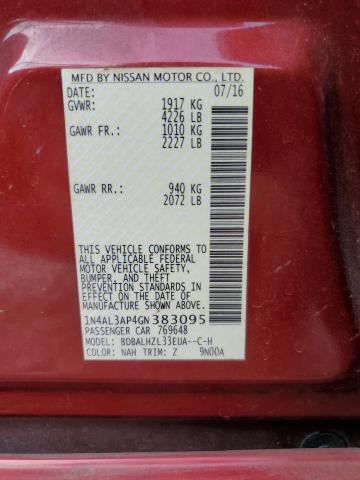 MFD BY NISSAN MOTOR CO., LTD.
DATE: 07/16
GVWR: 1917 KG
4226 LB
GAWR FR.: 1010 KG
2227 LB
GAWR RR.: 940 KG
2072 LB
THIS VEHICLE CONFORMS TO
ALL APPLICABLE FEDERAL
MOTOR VEHICLE SAFETY,
BUMPER, AND THEFT
PREVENTION STANDARDS IN
EFFECT ON THE DATE OF
MANUFACTURE SHOWN ABOVE.
1N4AL3AP4GN383095
PASSENGER CAR 769648
MODEL: BDBALHZL33EUA--C-H
COLOR: NAH TRIM: Z 9N00A